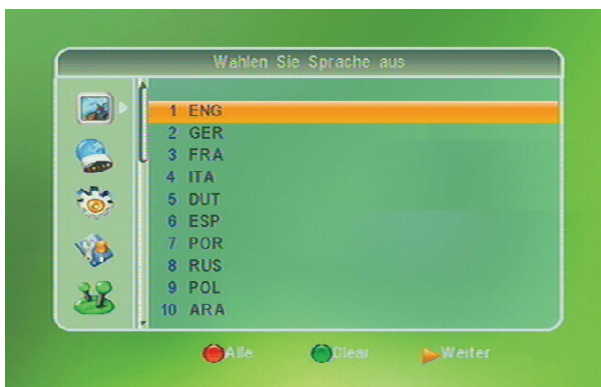 Wahlen Sie Sprache aus
1 ENG
2 GER
3 FRA
4 ITA
5 DUT
6 ESP
7 POR
8 RUS
9 POL
10 ARA
Alle Clear Weiter